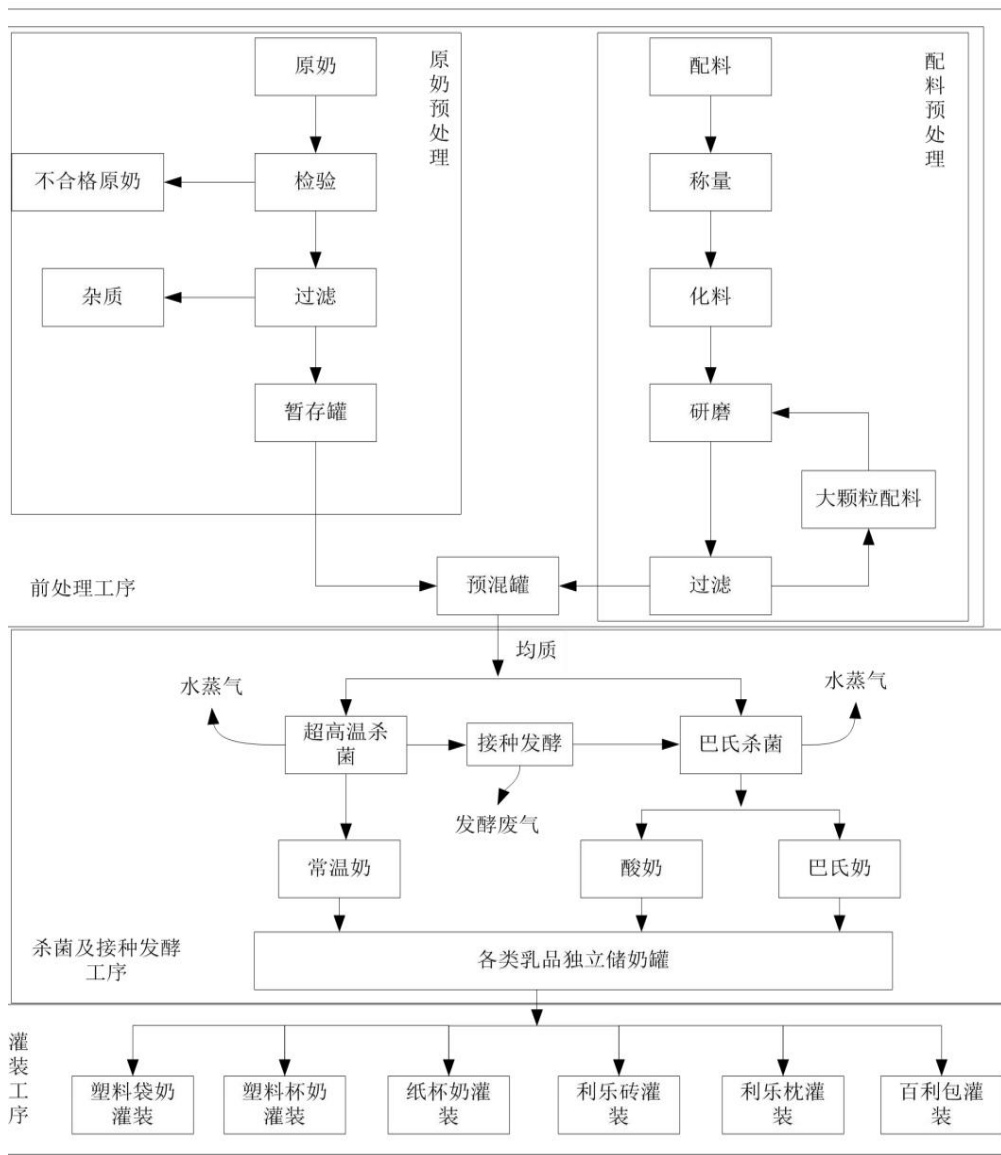 原奶
原
奶
预
处
理
不合格原奶
检验
杂质
过滤
暂存罐
配料
配
料
预
处
理
称量
化料
研磨
大颗粒配料
前处理工序
预混罐
过滤
均质
水蒸气
水蒸气
超高温杀
菌
接种发酵
巴氏杀菌
发酵废气
常温奶
酸奶
巴氏奶
杀菌及接种发酵
工序
各类乳品独立储奶罐
灌
装
工
序
塑料袋奶
灌装
塑料杯奶
灌装
纸杯奶灌
装
利乐砖灌
装
利乐枕灌
装
百利包灌
装